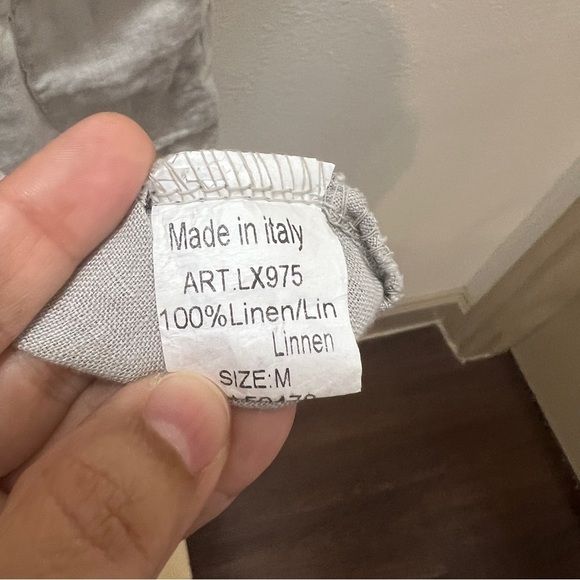 Made in italy
ART.LX975
100%Linen/Lin
Linnen
SIZE:M